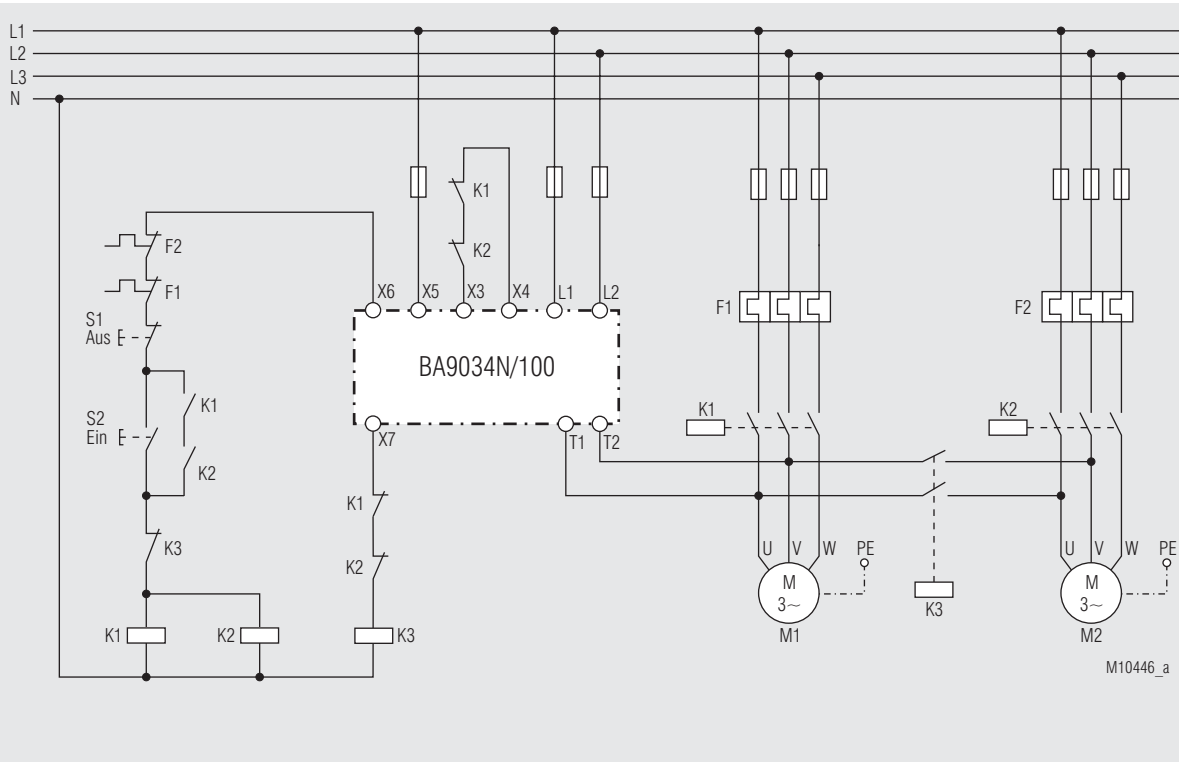 L1
L2
L3
N
K1
K2
F2
F1
S1
Aus
S2
Ein
K1
K2
K3
K1
K2
X6
X5
X3
X4
L1
L2
BA9034N/100
X7
T1
T2
K1
K2
K3
F1
F2
K1
K2
U
V
W
PE
M
3~
M1
K3
U
V
W
PE
M
3~
M2
M10446_a